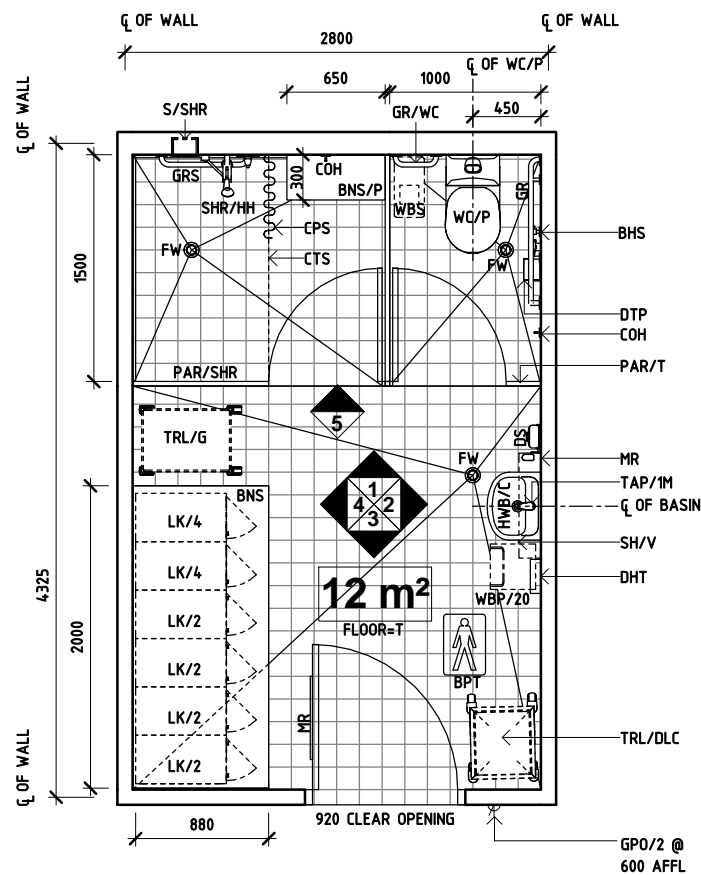 ℄ OF WALL
℄ OF WALL
2800
℄ OF WC/P
650
1000
450
℄ OF WALL
S/SHR
GR/WC
GRS
300
COH
BNS/P
SHR/HH
WBS
WC/P
GR
CPS
BHS
FW
FW
CTS
1500
DTP
COH
PAR/SHR
PAR/T
5
TRL/G
DS
FW
MR
TAP/1M
BNS
1
4 2
3
HWB/C
℄ OF BASIN
LK/4
SH/V
LK/4
DHT
4325
12 m²
WBP/20
LK/2
FLOOR=T
2000
LK/2
BPT
LK/2
MR
TRL/DLC
LK/2
℄ OF WALL
880
920 CLEAR OPENING
GPO/2 @
600 AFFL